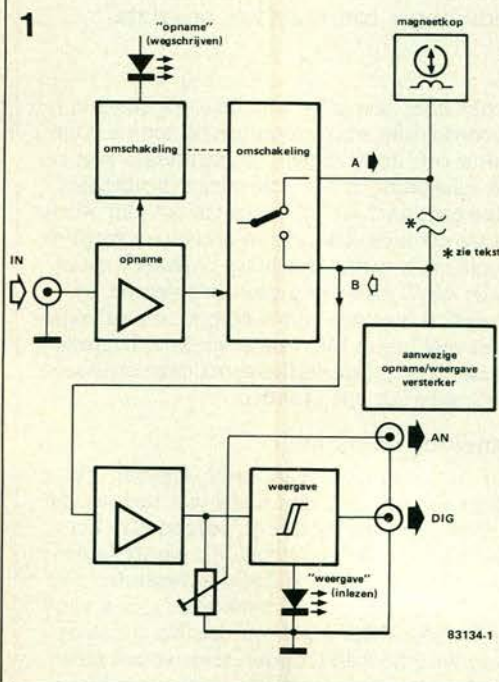 1
"opname"
(wegschrijven)
magneetkop
omschakeling
omschakeling
A
*
* zie tekst
IN
opname
B
aanwezige
opname/weergave
versterker
AN
weergave
DIG
"weergave"
(inlezen)
83134-1